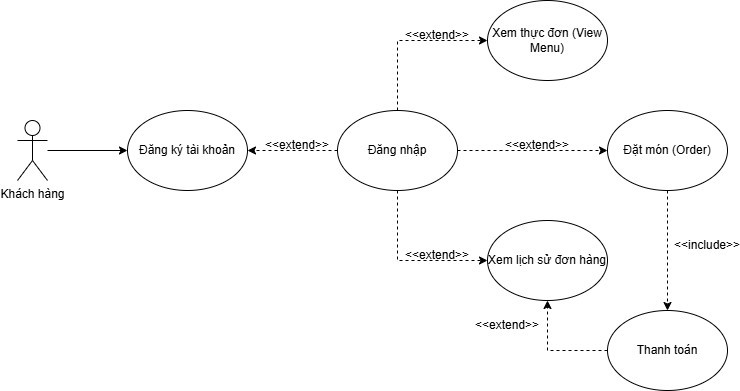 <<extend>>
Xem thực đơn (View
Menu)
Khách hàng
Đăng ký tài khoản
<<extend>>
Đăng nhập
<<extend>>
Đặt món (Order)
<<extend>>
Xem lịch sử đơn hàng
<<include>>
<<extend>>
Thanh toán